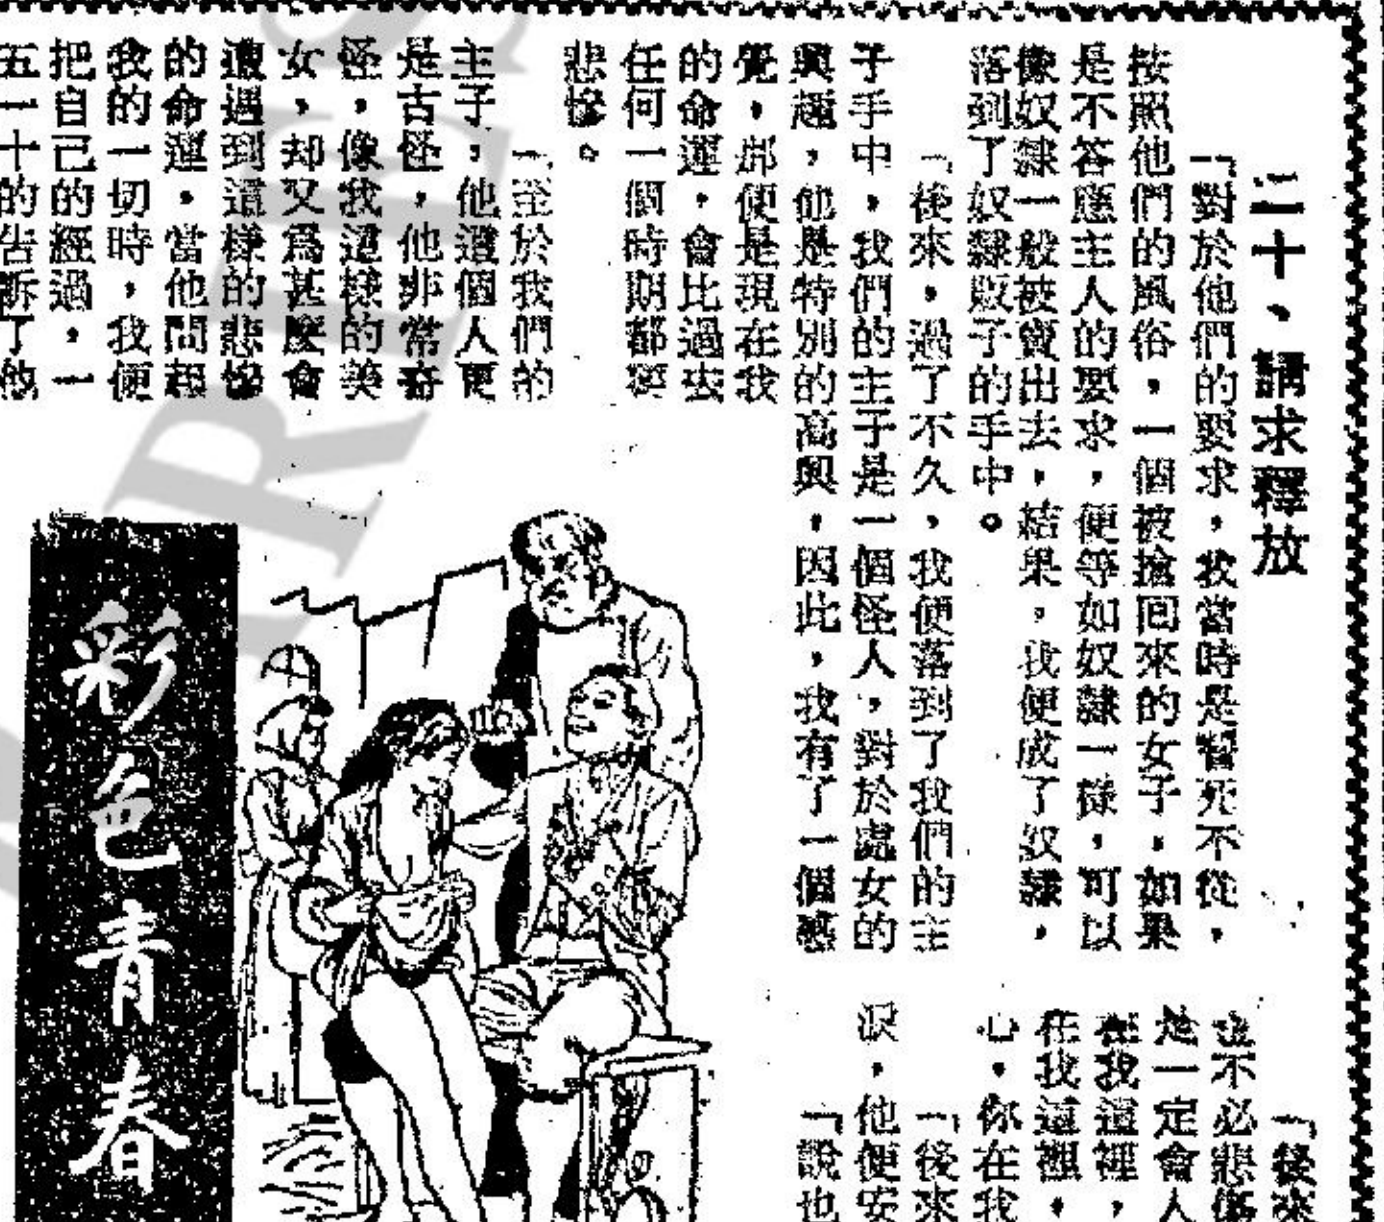 二十、請求釋放
「對於他們的要求，我當時是誓死不從，
按照他們的風俗，一個被搶回來的女子，如果
是不答應主人的要求，便等如奴隸一樣，可以
像奴隸一般被賣出去，結果，我便成了奴隸，
落到了奴隸販子的手中。
「後來，過了不久，我便落到了我們的主
子手中，我們的主子是一個怪人，對於處女的
興趣，他是特別的高興，因此，我有了一個感
覺，那便是現在我
的命運，會比過去
任何一個時期都要
悲慘。
「至於我們的
主子，他這個人更
是古怪，他非常奇
怪，像我這樣的美
女，却又為甚麼會
遭遇到這樣的悲慘
的命運，當他問起
我的一切時，我便
把自己的經過，一
五一十的告訴了他
「後來
也不必悲傷
是一定會人
在我這裡，
在我這裡，
心，你在我
「後來
淚，他便安
「說也
彩色青春